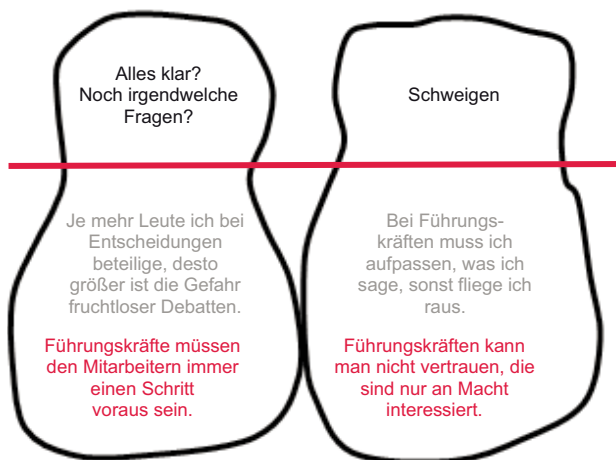 Alles klar?
Noch irgendwelche
Fragen?
Schweigen
Je mehr Leute ich bei
Entscheidungen
beteilige, desto
größer ist die Gefahr
fruchtloser Debatten.
Führungskräfte müssen
den Mitarbeitern immer
einen Schritt
voraus sein.
Bei Führungs-
kräften muss ich
aufpassen, was ich
sage, sonst fliege ich
raus.
Führungskräften kann
man nicht vertrauen, die
sind nur an Macht
interessiert.